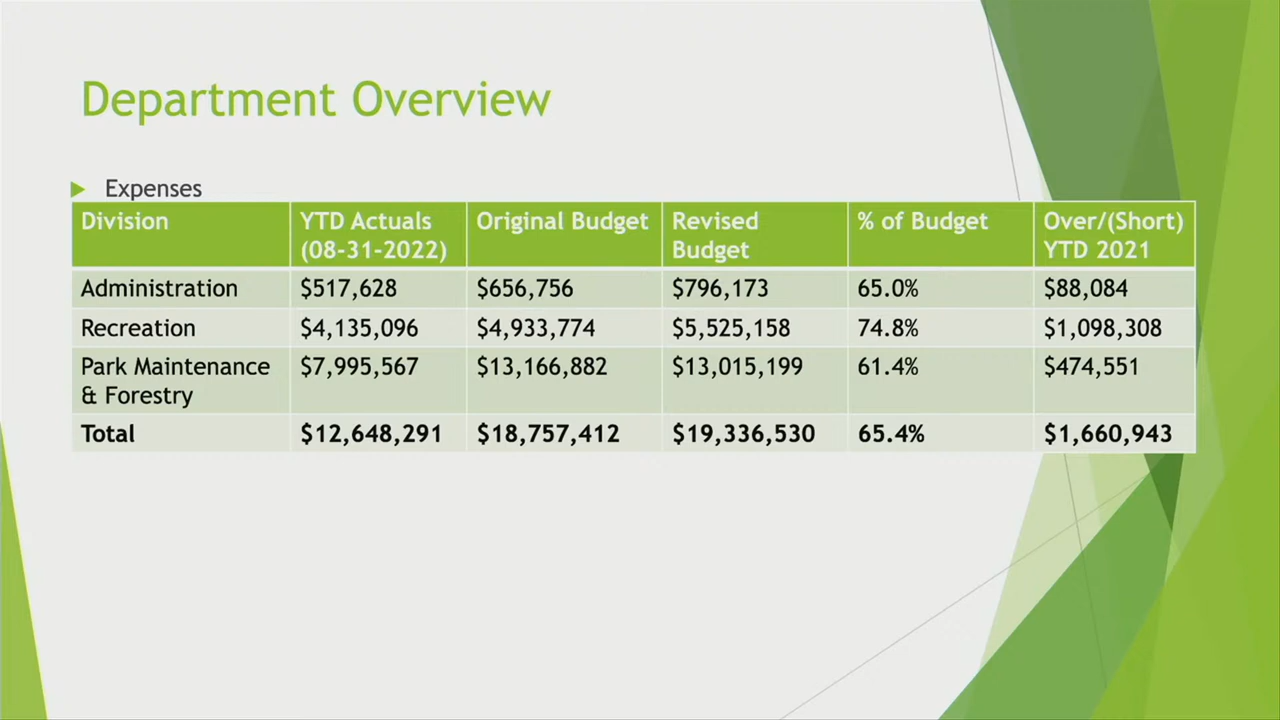 Department Overview
Expenses
Division YTD Actuals (08-31-2022) Original Budget Revised Budget % of Budget Over/(Short) YTD 2021
Administration $517,628 $656,756 $796,173 65.0% $88,084
Recreation $4,135,096 $4,933,774 $5,525,158 74.8% $1,098,308
Park Maintenance & Forestry $7,995,567 $13,166,882 $13,015,199 61.4% $474,551
Total $12,648,291 $18,757,412 $19,336,530 65.4% $1,660,943